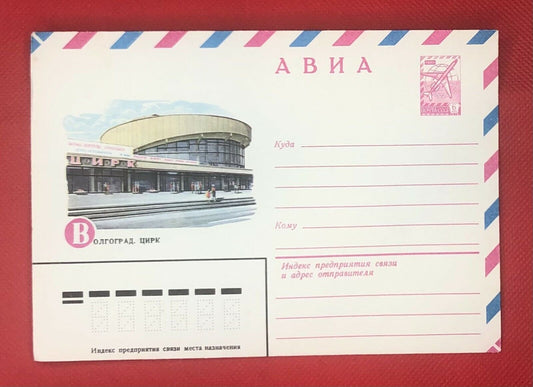 АВИА
ЦИРК
ВОЛГОГРАД. ЦИРК
Куда
Кому
Индекс предприятия связи
и адрес отправителя
Индекс предприятия связи места назначения